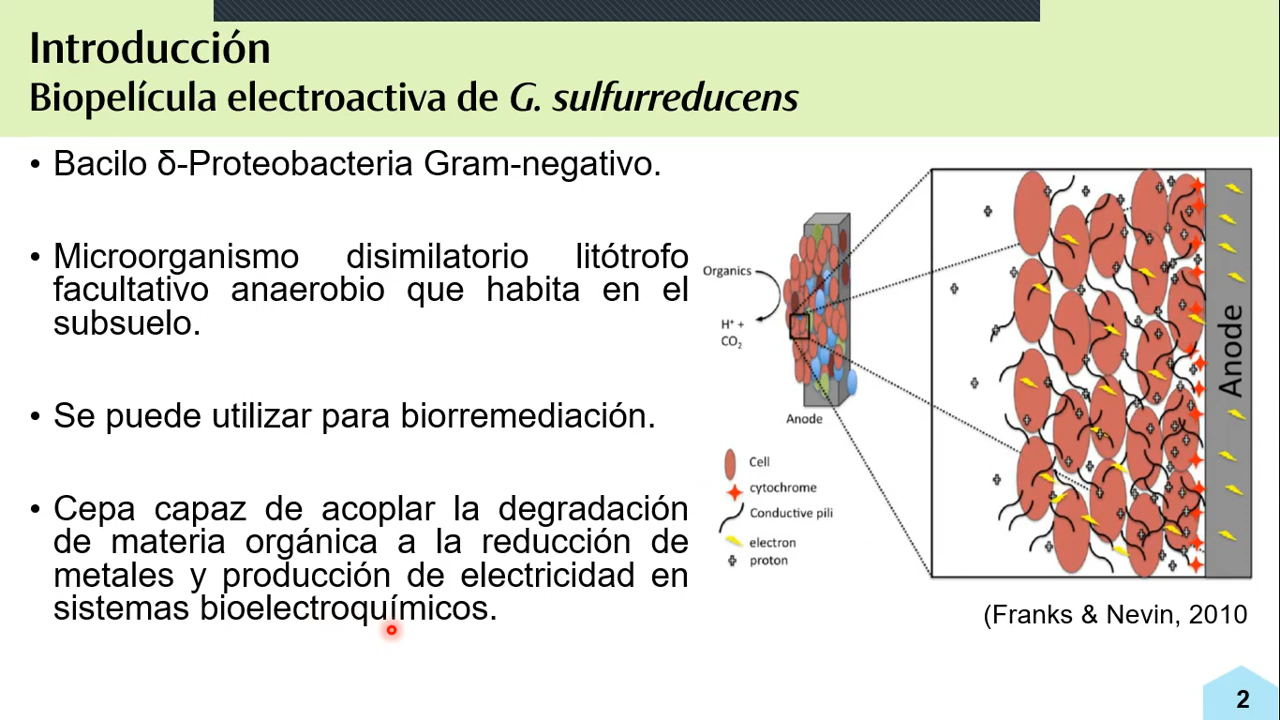 Introducción
Biopelícula electroactiva de G. sulfurreducens
• Bacilo δ-Proteobacteria Gram-negativo.
• Microorganismo disimilatorio litótrofo
facultativo anaerobio que habita en el
subsuelo.
• Se puede utilizar para biorremediación.
• Cepa capaz de acoplar la degradación
de materia orgánica a la reducción de
metales y producción de electricidad en
sistemas bioelectroquímicos.
Organics
H⁺ +
CO₂
Anode
Cell
cytochrome
Conductive pili
electron
proton
Anode
(Franks & Nevin, 2010
2